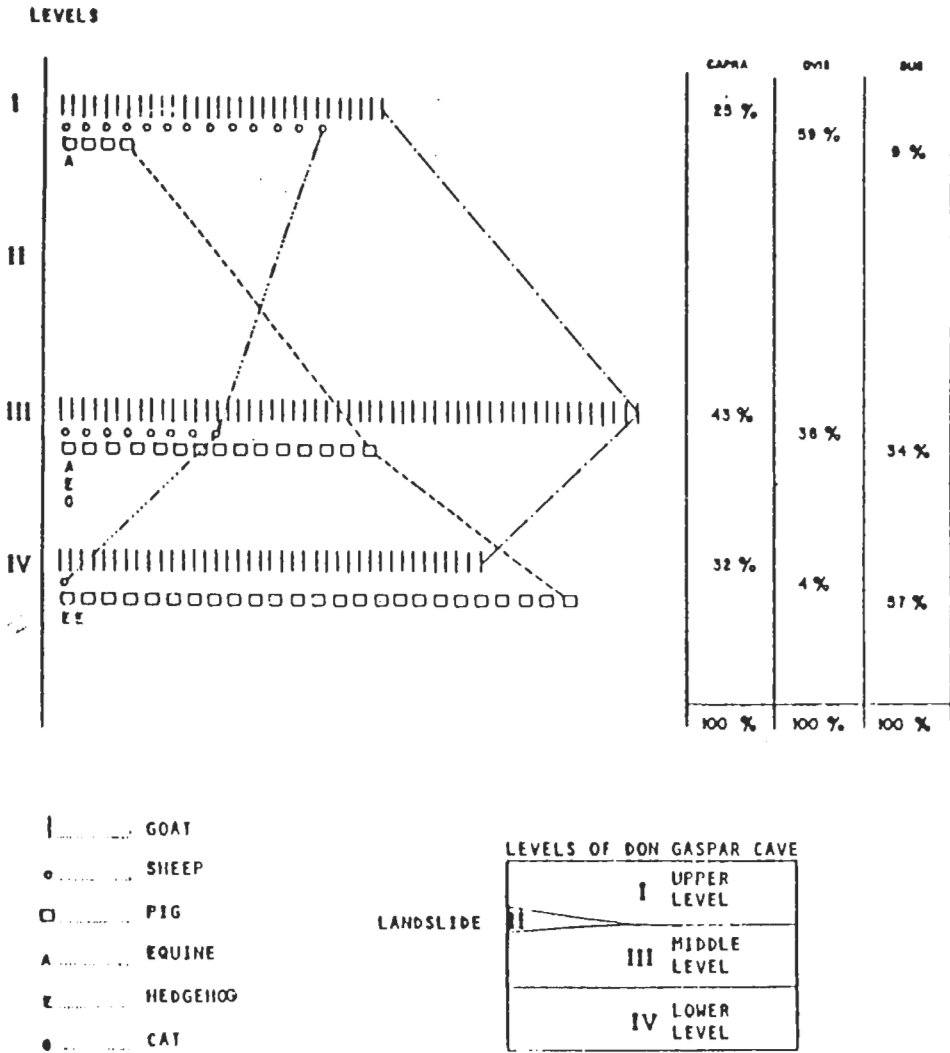 LEVELS
CAPRA OVIS SUS
I 25 % 59 % 9 %
A
II
III 43 % 36 % 34 %
A
E
IV 32 % 4 % 57 %
E E
100 % 100 % 100 %
GOAT
SHEEP
PIG
A EQUINE
E HEDGEHOG
CAT
LEVELS OF DON GASPAR CAVE
I UPPER
LEVEL
LANDSLIDE II
III MIDDLE
LEVEL
IV LOWER
LEVEL